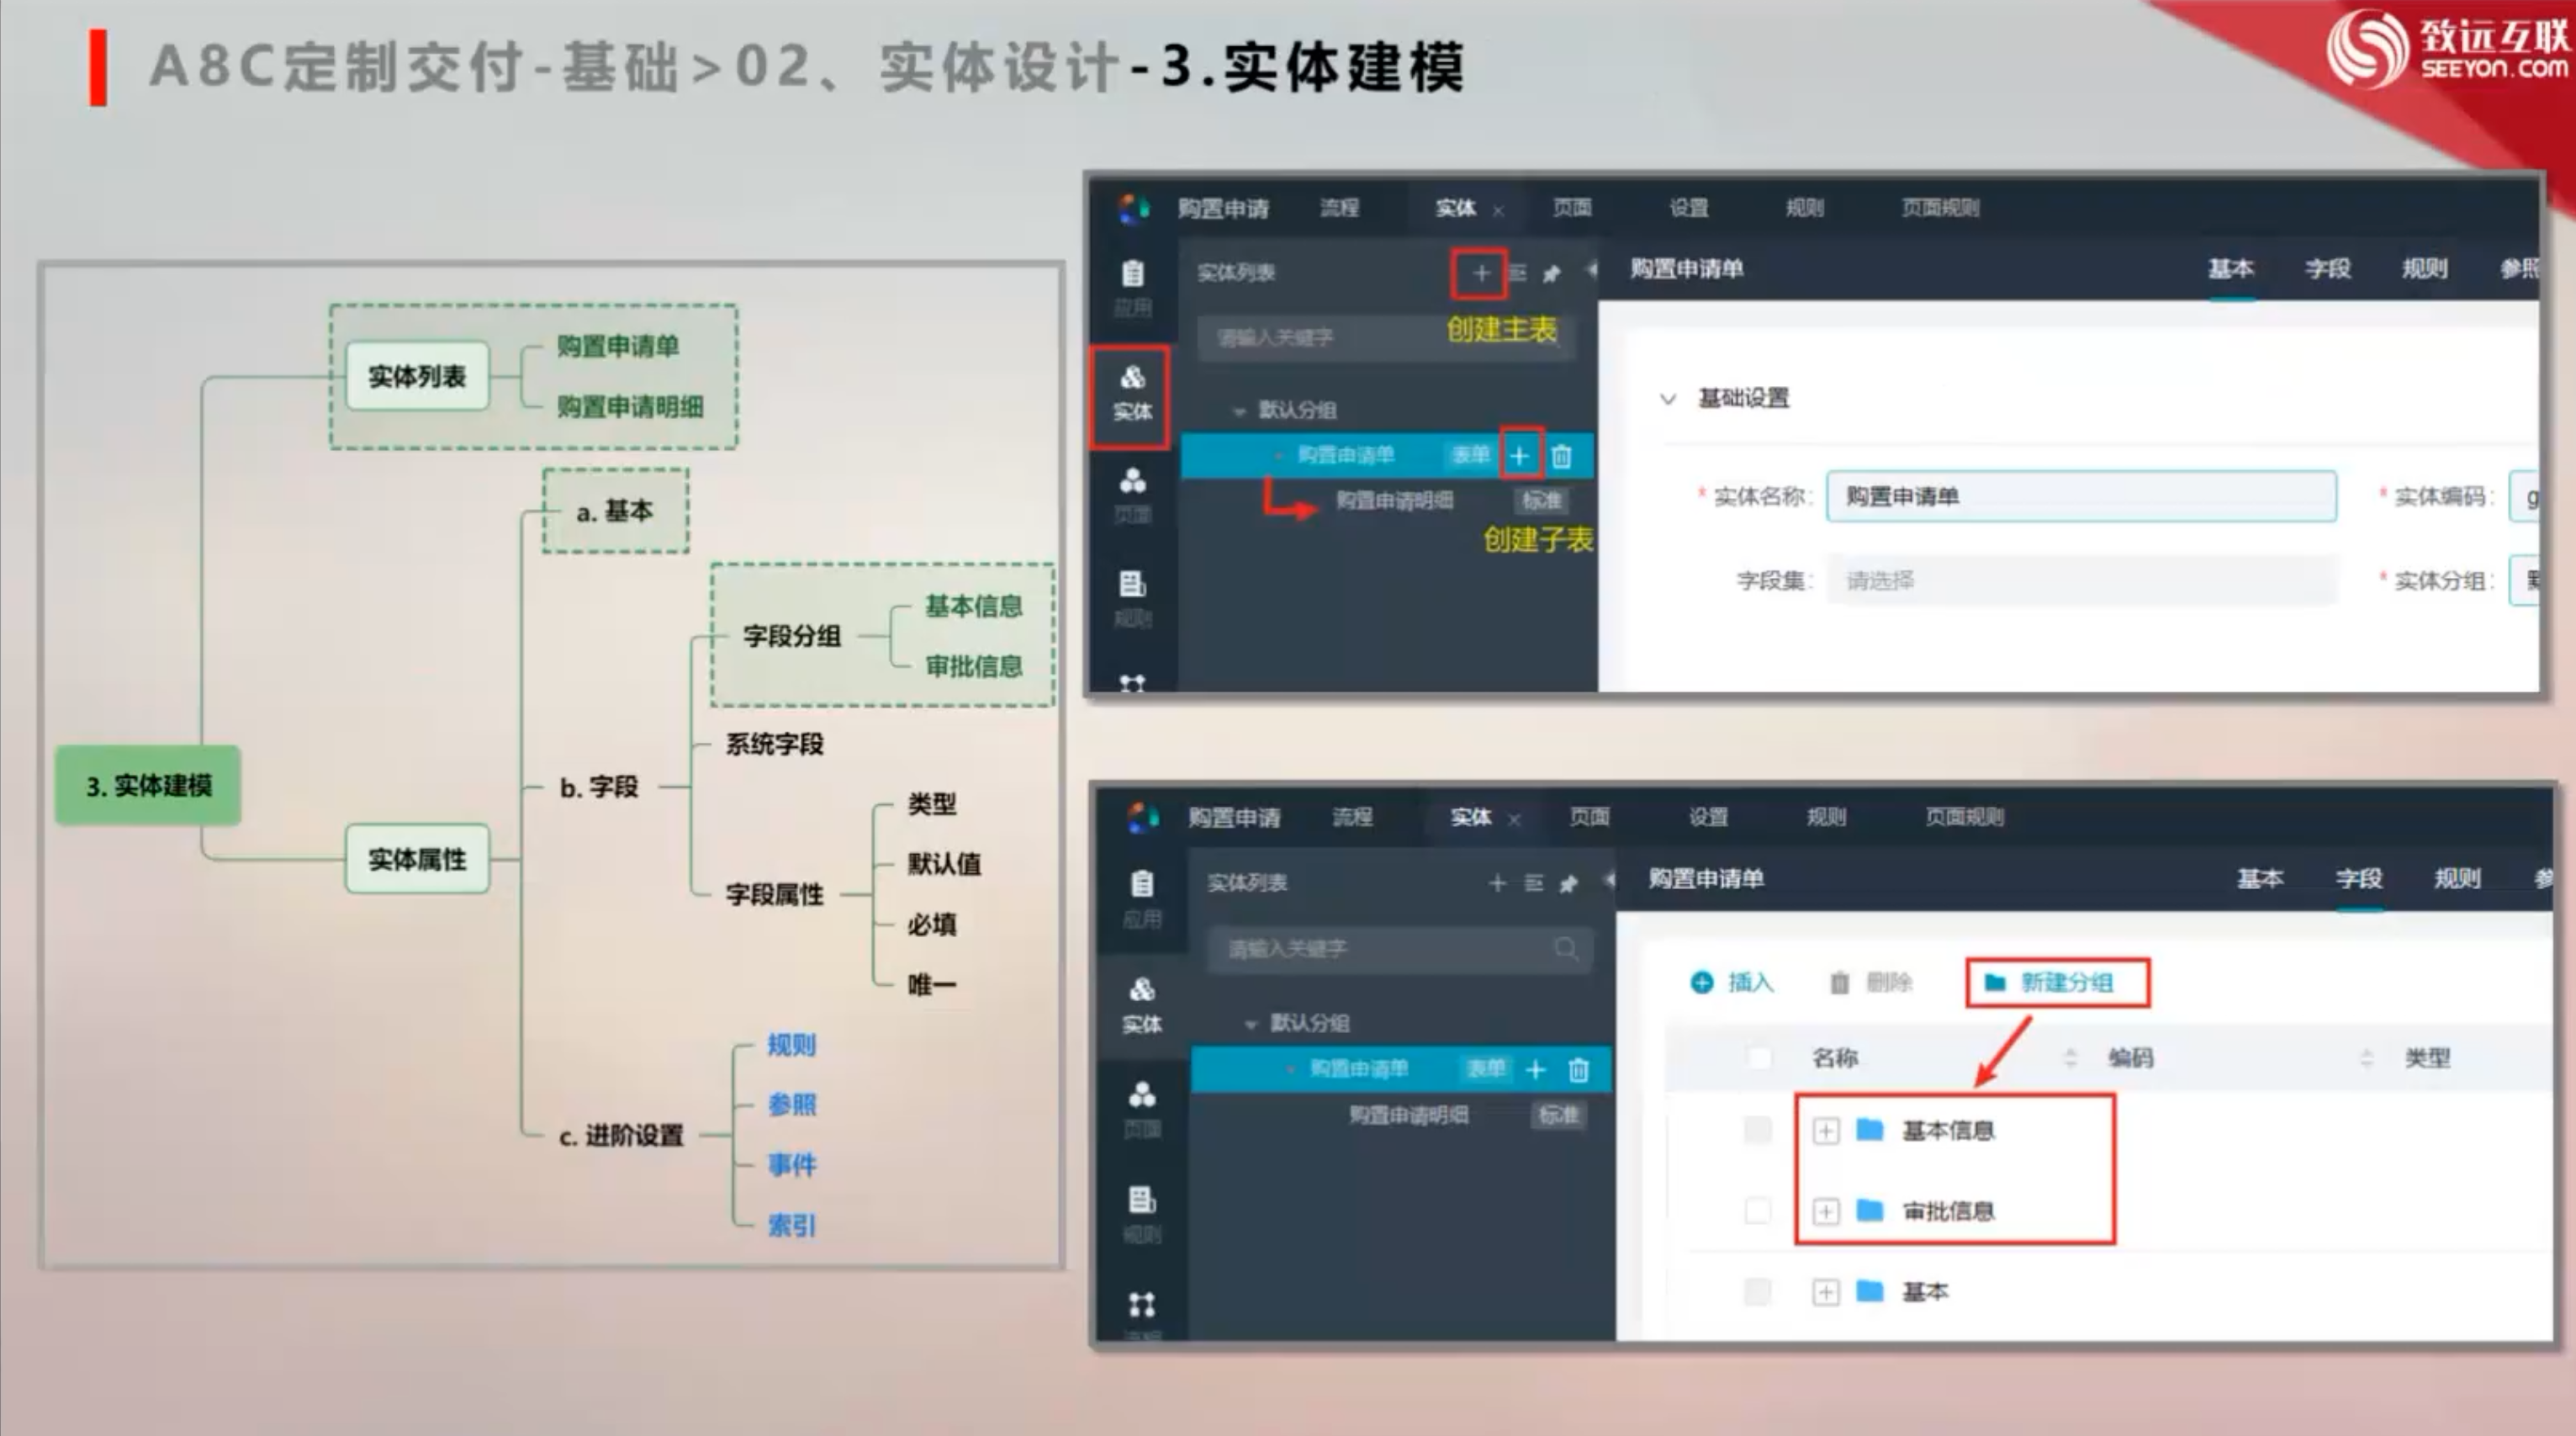 A8C定制交付-基础>02、实体设计-3.实体建模
致远互联
SEEYON.COM
3. 实体建模
实体列表
购置申请单
购置申请明细
实体属性
a. 基本
b. 字段
字段分组
基本信息
审批信息
系统字段
字段属性
类型
默认值
必填
唯一
c. 进阶设置
规则
参照
事件
索引
购置申请 流程 实体 × 页面 设置 规则 页面规则
应用
实体
页面
规则
实体列表
创建主表
请输入关键字
默认分组
购置申请单 表单
购置申请明细 标准
创建子表
购置申请单 基本 字段 规则 参照
基础设置
* 实体名称: 购置申请单 * 实体编码: g
字段集: 请选择 * 实体分组:
购置申请 流程 实体 × 页面 设置 规则 页面规则
应用
实体
页面
规则
实体列表
请输入关键字
默认分组
购置申请单 表单
购置申请明细 标准
购置申请单 基本 字段 规则
插入 删除 新建分组
名称 编码 类型
基本信息
审批信息
基本